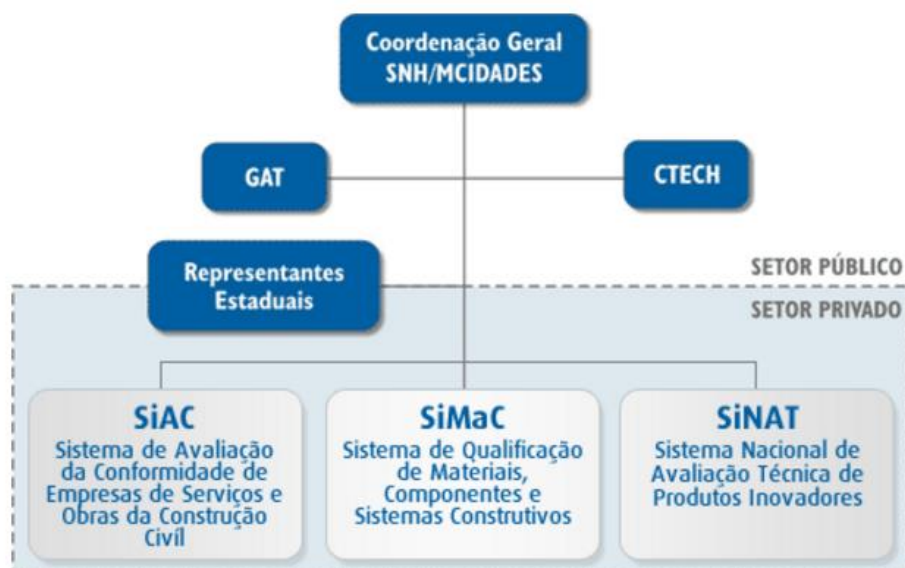 Coordenação Geral
SNH/MCIDADES
GAT
CTECH
Representantes
Estaduais
SETOR PÚBLICO
SETOR PRIVADO
SiAC
Sistema de Avaliação
da Conformidade de
Empresas de Serviços e
Obras da Construção
Civíl
SiMaC
Sistema de Qualificação
de Materiais,
Componentes e
Sistemas Construtivos
SiNAT
Sistema Nacional de
Avaliação Técnica de
Produtos Inovadores